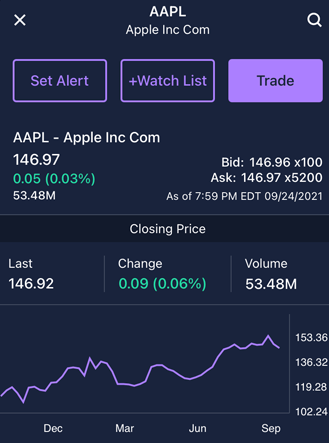 AAPL
Apple Inc Com
Set Alert
+Watch List
Trade
AAPL - Apple Inc Com
146.97
0.05 (0.03%)
53.48M
Bid: 146.96 x100
Ask: 146.97 x5200
As of 7:59 PM EDT 09/24/2021
Closing Price
Last Change Volume
146.92 0.09 (0.06%) 53.48M
153.36
136.32
119.28
102.24
Dec Mar Jun Sep